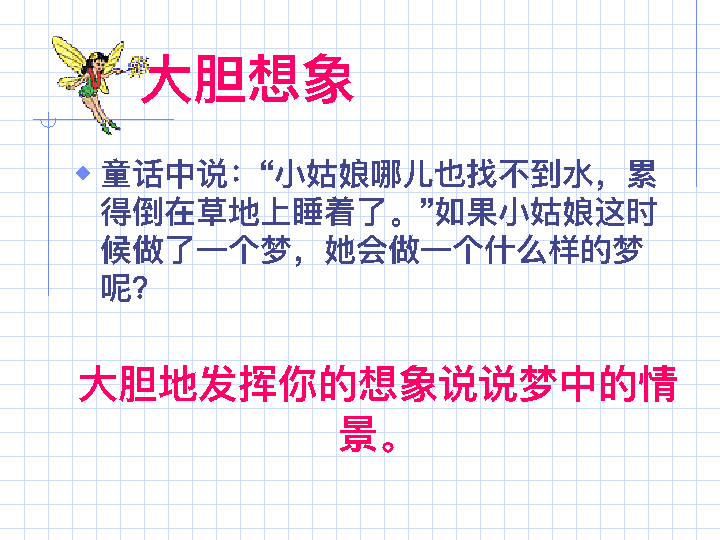 大胆想象
童话中说：“小姑娘哪儿也找不到水，累
得倒在草地上睡着了。”如果小姑娘这时
候做了一个梦，她会做一个什么样的梦
呢？
大胆地发挥你的想象说说梦中的情
景。